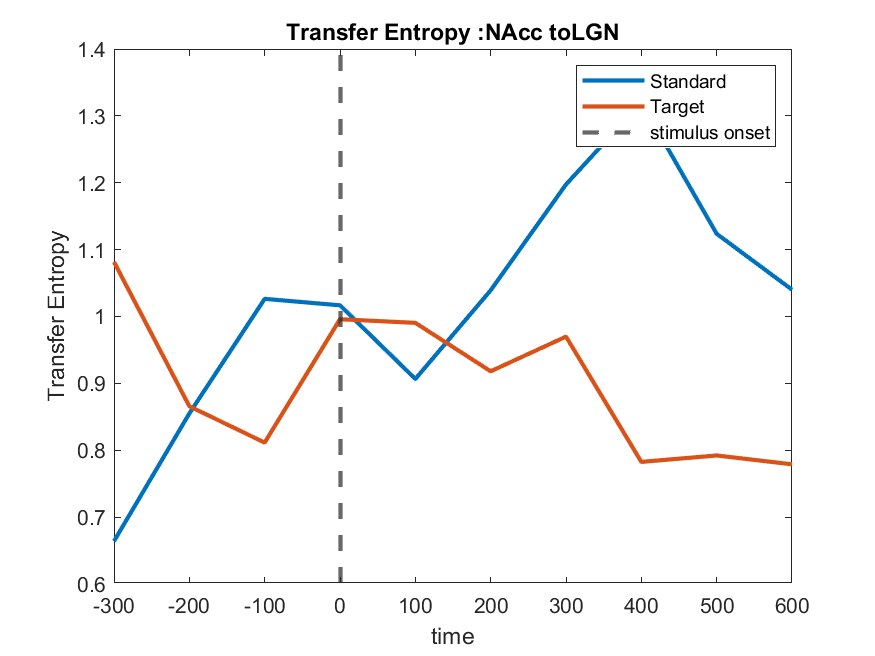 Transfer Entropy :NAcc toLGN
1.4
1.3
1.2
1.1
1
0.9
0.8
0.7
0.6
Transfer Entropy
Standard
Target
stimulus onset
-300 -200 -100 0 100 200 300 400 500 600
time